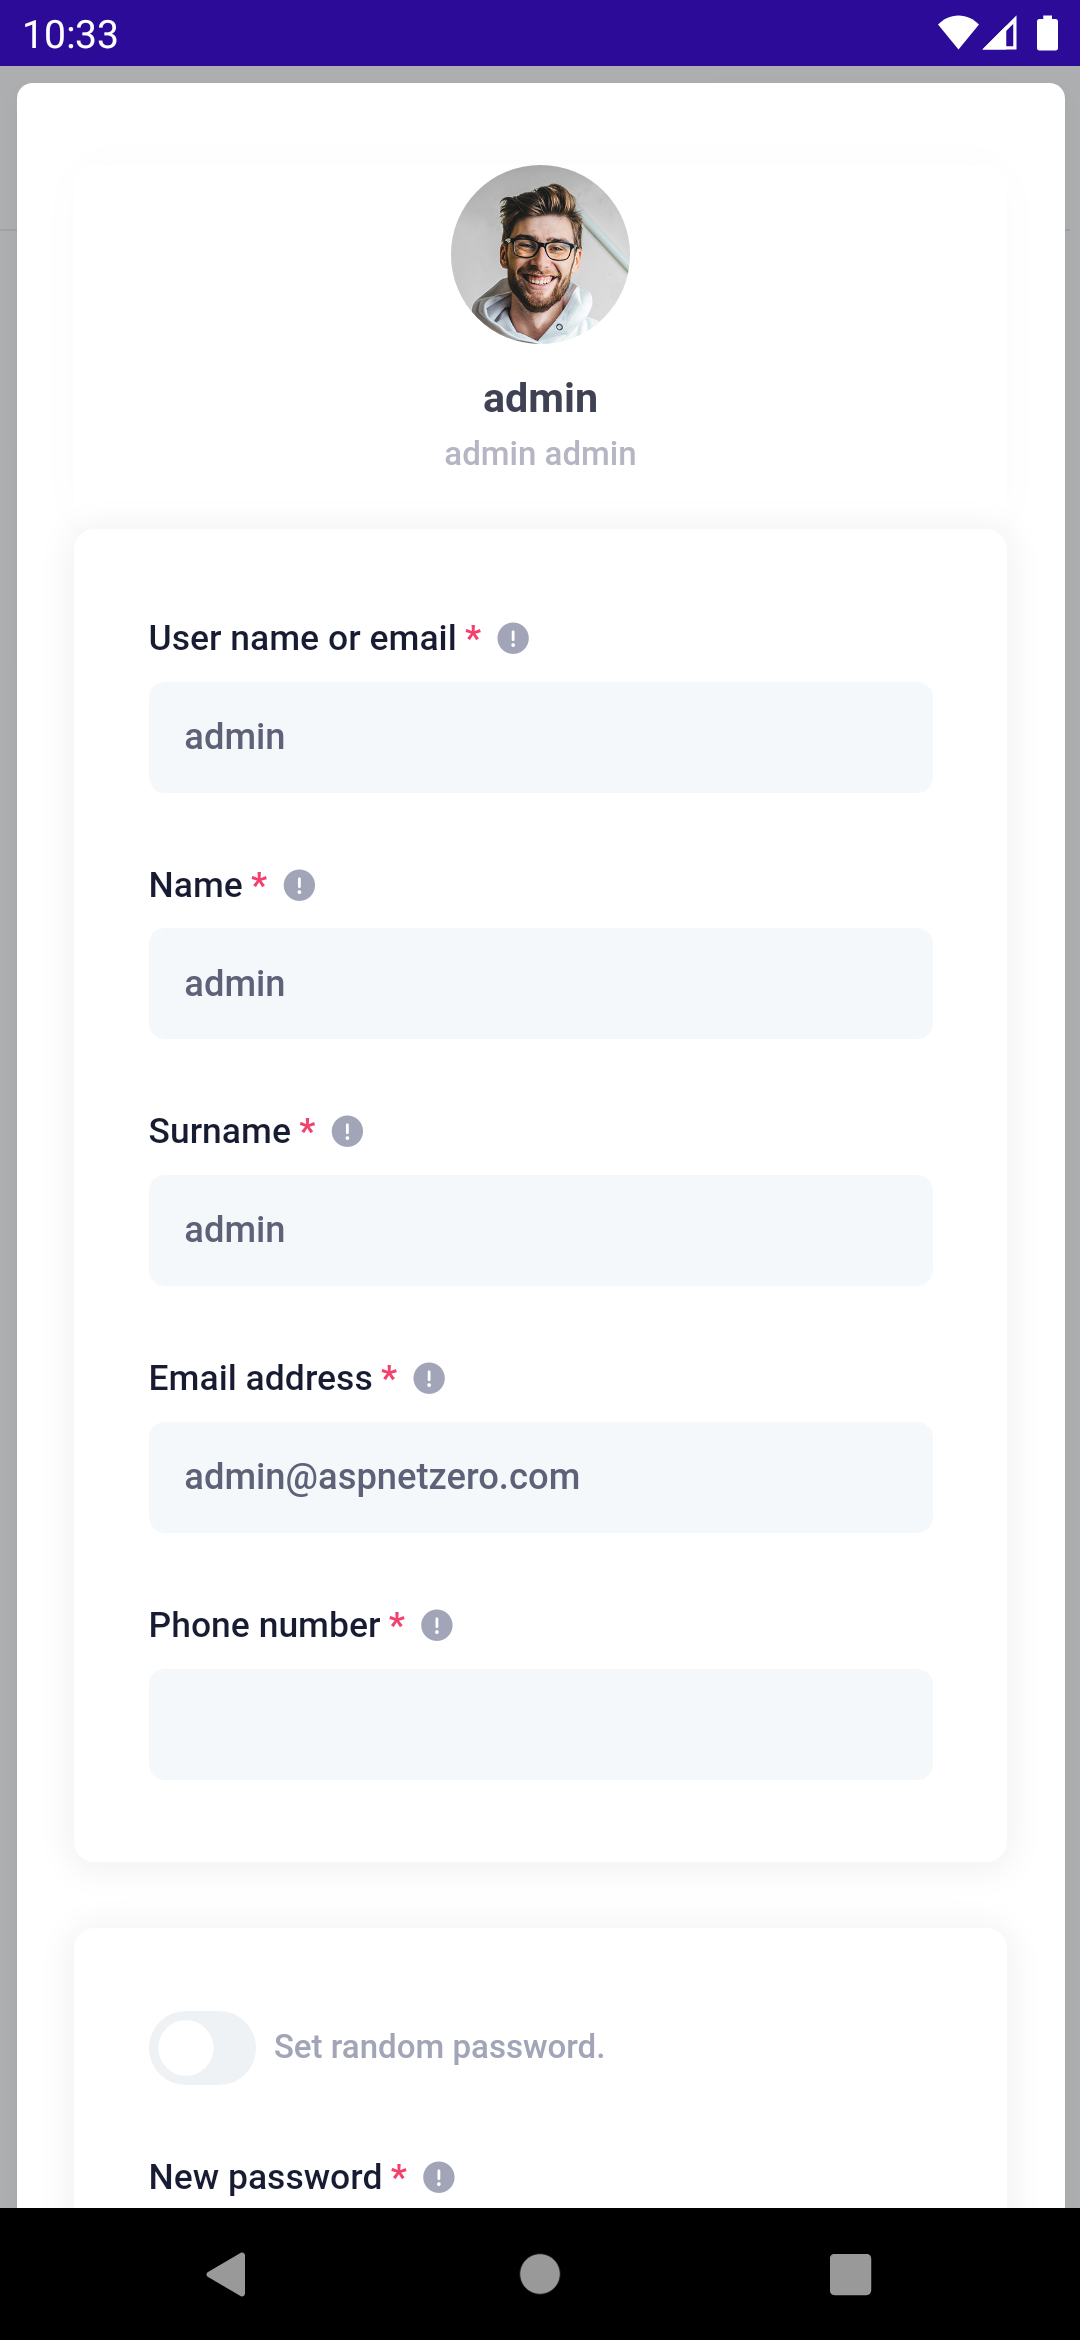 10:33
admin
admin admin
User name or email *
admin
Name *
admin
Surname *
admin
Email address *
admin@aspnetzero.com
Phone number *
Set random password.
New password *